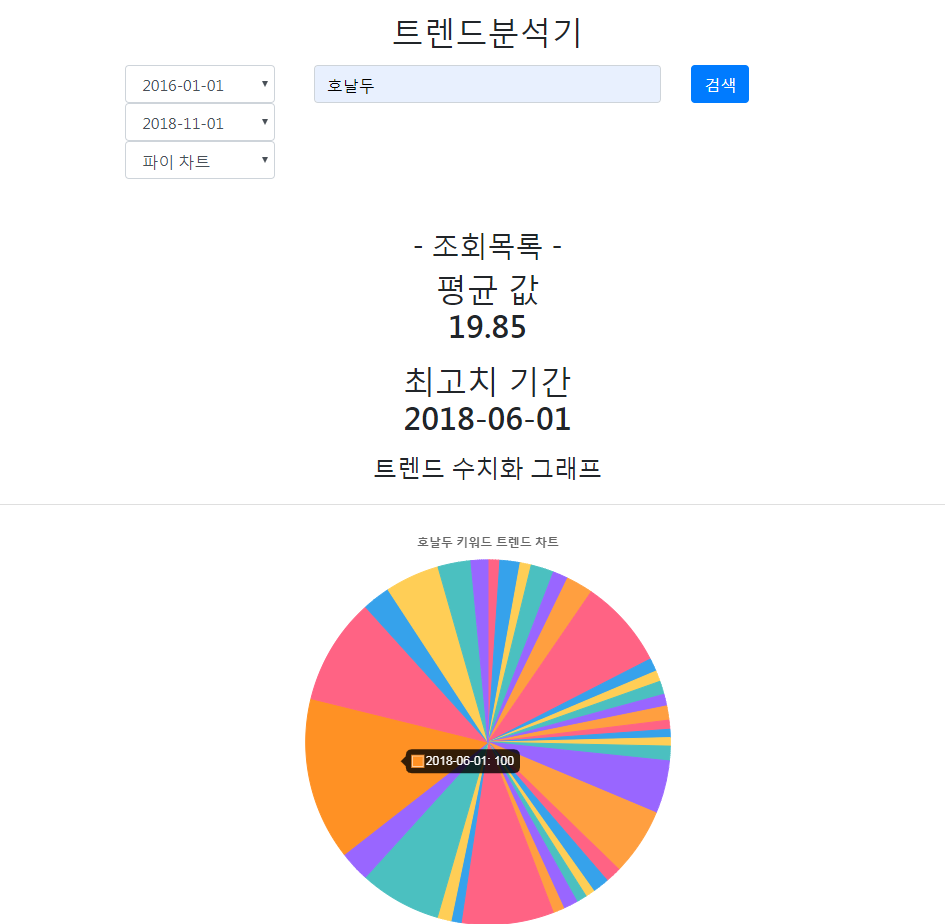 트렌드분석기
2016-01-01
호날두
검색
2018-11-01
파이 차트
- 조회목록 -
평균 값
19.85
최고치 기간
2018-06-01
트렌드 수치화 그래프
호날두 키워드 트렌드 차트
2018-06-01: 100